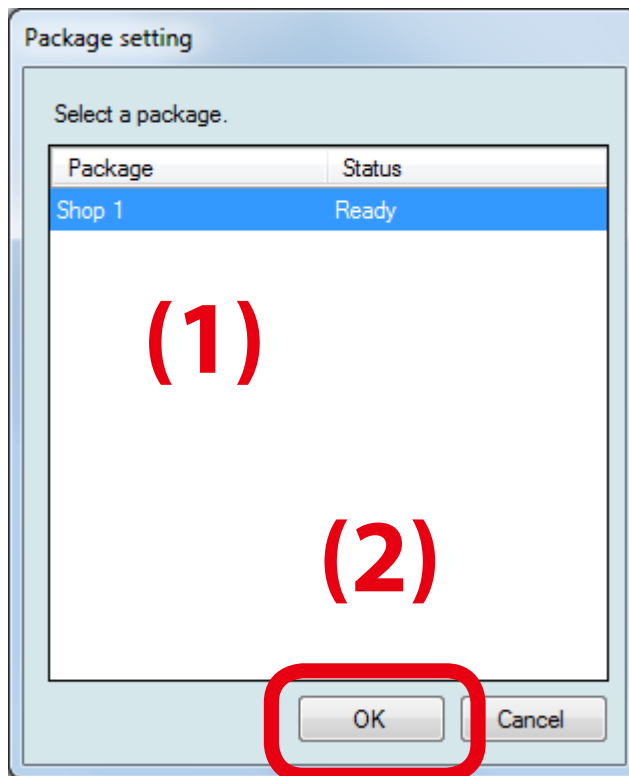 Package setting
Select a package.
Package Status
Shop 1 Ready
(1)
(2)
OK Cancel